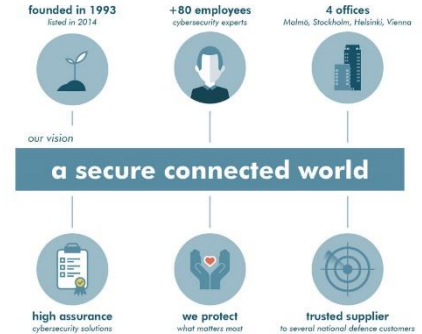 founded in 1993
listed in 2014
+80 employees
cybersecurity experts
4 offices
Malmö, Stockholm, Helsinki, Vienna
our vision
a secure connected world
high assurance
cybersecurity solutions
we protect
what matters most
trusted supplier
to several national defence customers